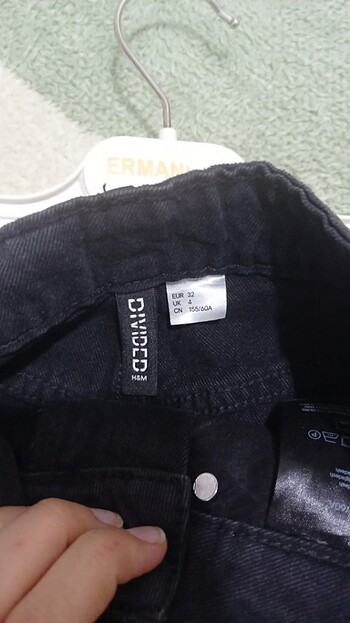 ERMAN
EUR 32
UK 4
CN 155/60A
DIVIDED
H&M